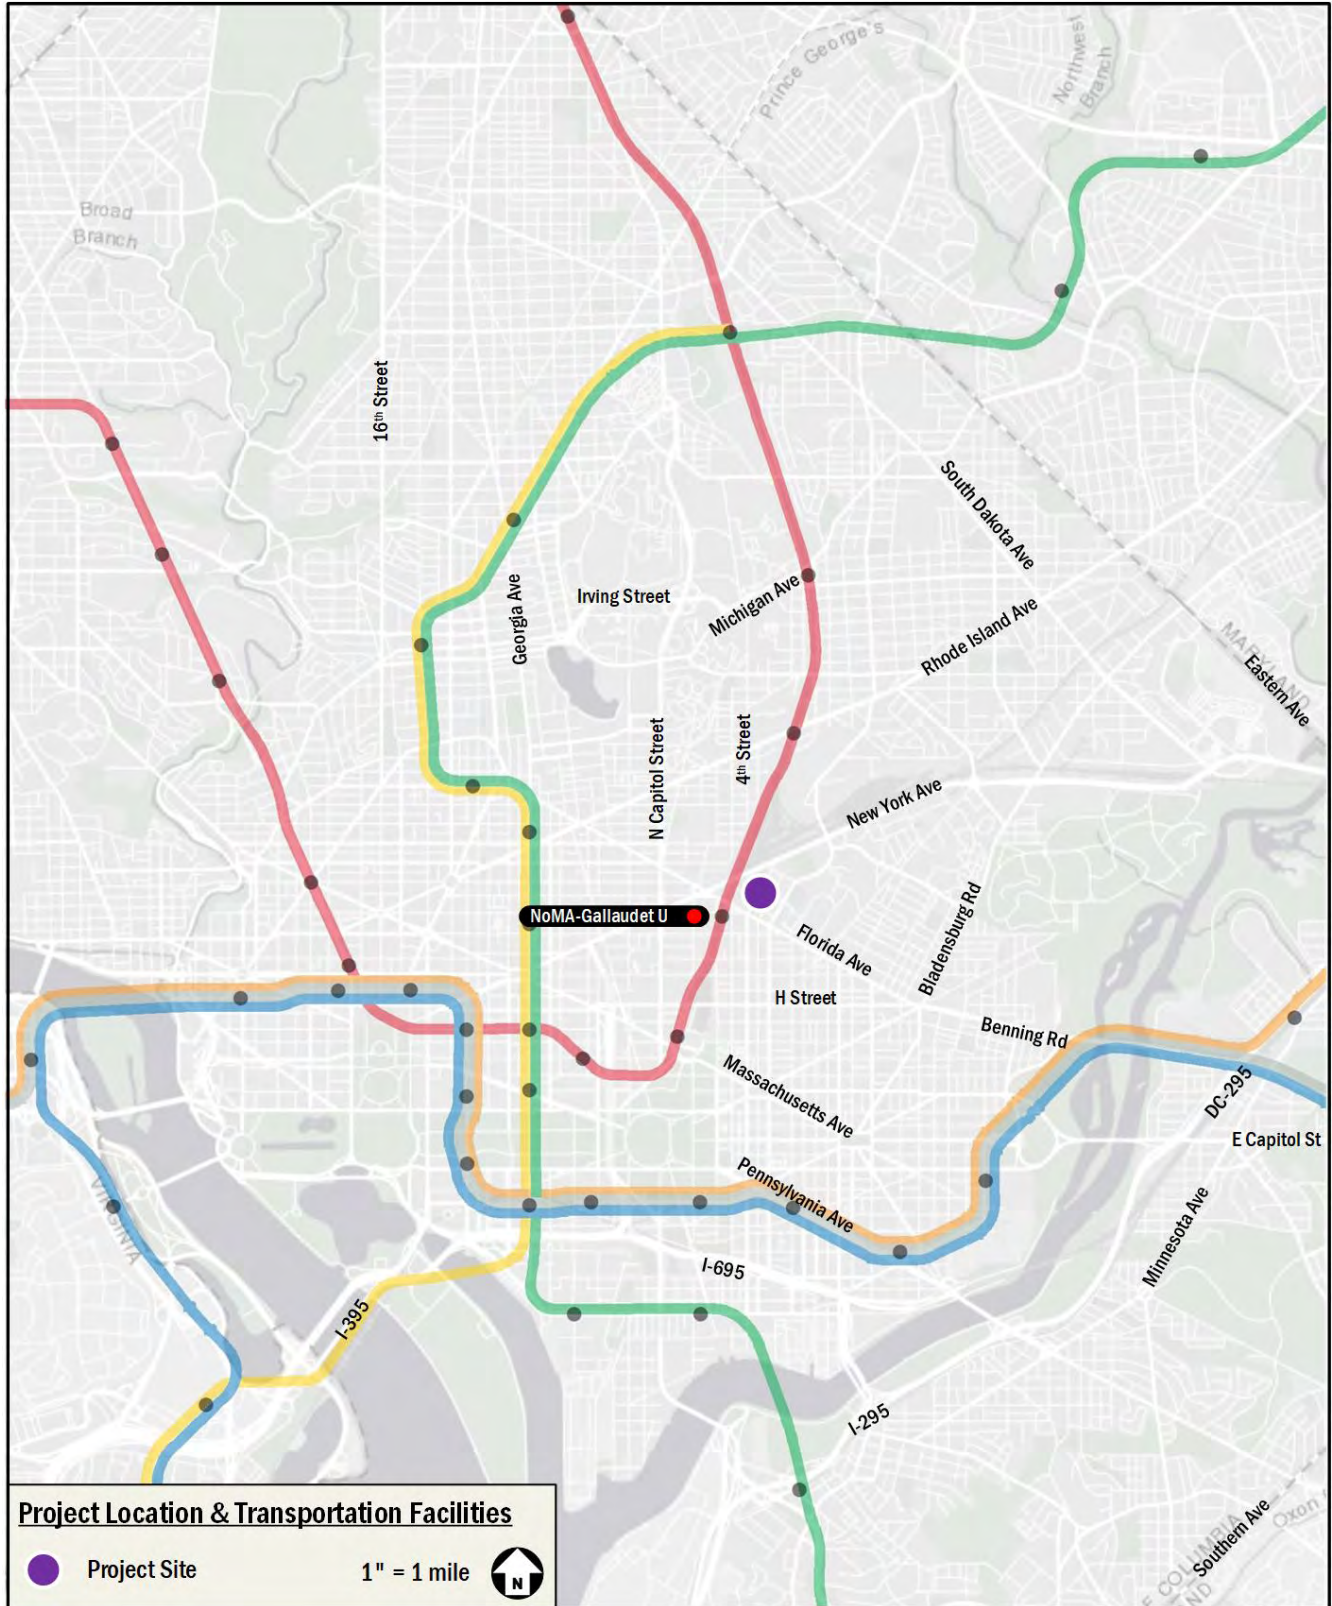 Prince George's
Northwest
Branch
Broad
Branch
16th Street
South Dakota Ave
Georgia Ave
Irving Street
Michigan Ave
Rhode Island Ave
MARYLAND
Eastern Ave
N Capitol Street
4th Street
New York Ave
NoMA-Gallaudet U
Florida Ave
Bladensburg Rd
H Street
Benning Rd
Massachusetts Ave
DC-295
E Capitol St
Pennsylvania Ave
VIRGINIA
Minnesota Ave
I-695
I-395
I-295
Southern Ave
Oxon
COLUMBIA
ND
Project Location & Transportation Facilities
Project Site
1" = 1 mile
N